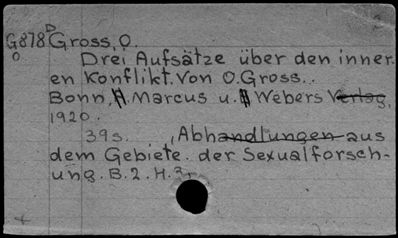 D
G878 Gross, O.
O
Drei Aufsätze über den inner-
en Konflikt. Von O. Gross..
Bonn, A. Marcus u. E Webers Verlag,
1920.
39s. , Abhandlungen aus
dem Gebiete. der Sexualforsch-
ung. B. 2. H. 3.